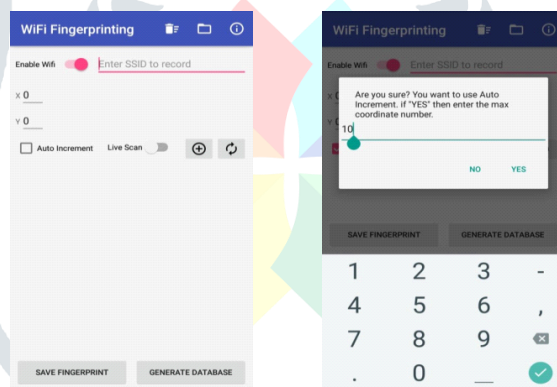 WiFi Fingerprinting
Enable Wifi Enter SSID to record
X 0
Y 0
Auto Increment Live Scan
SAVE FINGERPRINT GENERATE DATABASE
WiFi Fingerprinting
Enable Wifi Enter SSID to record
Are you sure? You want to use Auto
Increment. if "YES" then enter the max
coordinate number.
10
NO YES
SAVE FINGERPRINT GENERATE DATABASE
1 2 3 -
4 5 6 ,
7 8 9
. 0 _